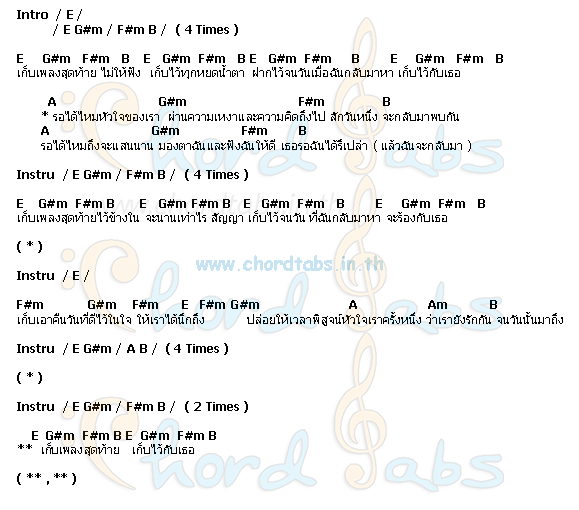 Intro / E /
/ E G#m / F#m B / ( 4 Times )
E G#m F#m B E G#m F#m B E G#m F#m B E G#m F#m B
เก็บเพลงสุดท้าย ไม่ให้ฟัง เก็บไว้ทุกหยดน้ำตา ฝากไว้จนวันเมื่อฉันกลับมาหา เก็บไว้กับเธอ
A G#m F#m B
* รอได้ไหมหัวใจของเรา ผ่านความเหงาและความคิดถึงไป สักวันหนึ่ง จะกลับมาพบกัน
A G#m F#m B
รอได้ไหมถึงจะแสนนาน มองตาฉันและฟังฉันให้ดี เธอรอฉันได้รึเปล่า ( แล้วฉันจะกลับมา )
Instru / E G#m / F#m B / ( 4 Times )
E G#m F#m B E G#m F#m B E G#m F#m B E G#m F#m B
เก็บเพลงสุดท้ายไว้ข้างใน จะนานเท่าไร สัญญา เก็บไว้จนวัน ที่ฉันกลับมาหา จะร้องกับเธอ
( * )
www.chordtabs.in.th
Instru / E /
F#m G#m F#m E F#m G#m A Am B
เก็บเอาคืนวันที่ดีไว้ในใจ ให้เราได้นึกถึง ปล่อยให้เวลาพิสูจน์หัวใจเราครั้งหนึ่ง ว่าเรายังรักกัน จนวันนั้นมาถึง
Instru / E G#m / A B / ( 4 Times )
( * )
Instru / E G#m / F#m B / ( 2 Times )
E G#m F#m B E G#m F#m B
** เก็บเพลงสุดท้าย เก็บไว้กับเธอ
( ** , ** )